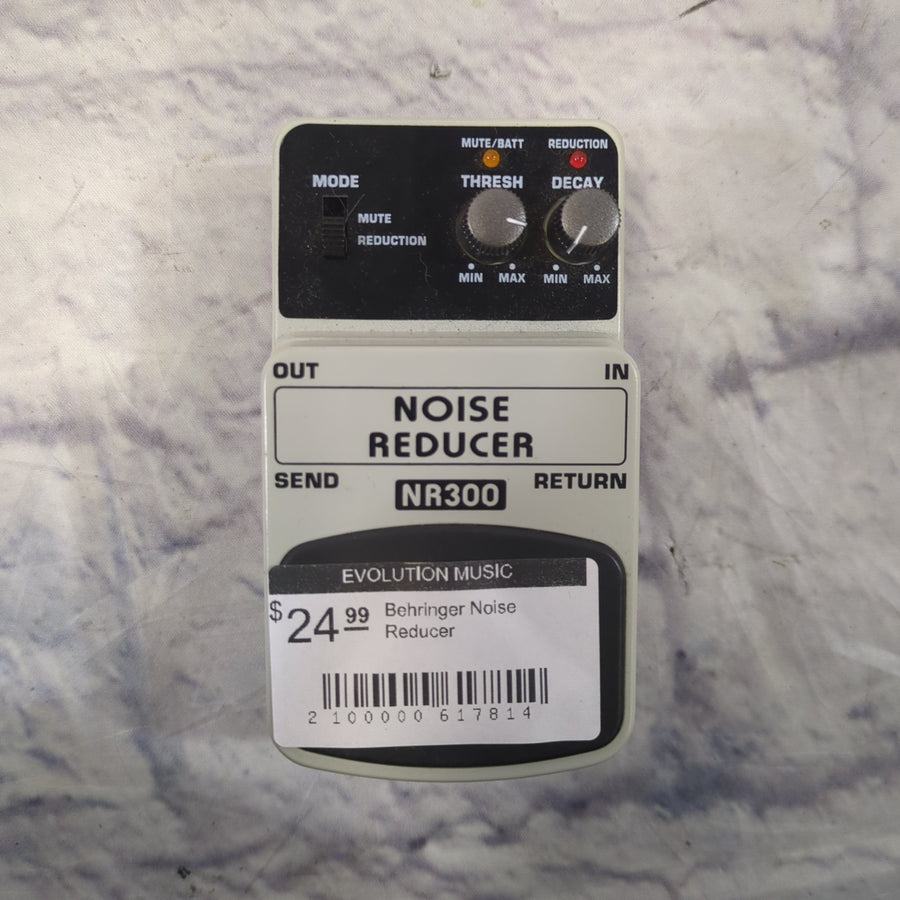 MUTE/BATT REDUCTION
MODE THRESH DECAY
MUTE
REDUCTION
MIN MAX MIN MAX
OUT IN
NOISE
REDUCER
SEND RETURN
NR300
EVOLUTION MUSIC
$24.99 Behringer Noise
Reducer
2 100000 617814